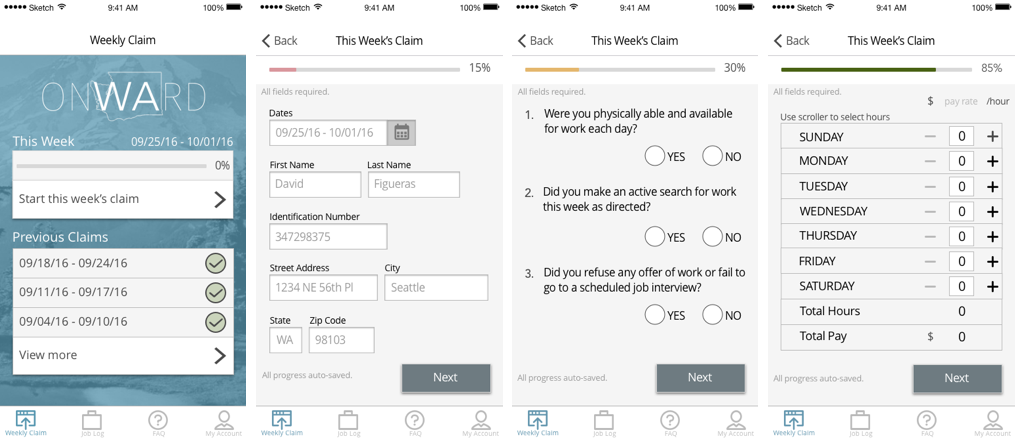 Sketch 9:41 AM 100%
Weekly Claim
ONWARD
This Week 09/25/16 - 10/01/16
0%
Start this week's claim
Previous Claims
09/18/16 - 09/24/16
09/11/16 - 09/17/16
09/04/16 - 09/10/16
View more
Weekly Claim Job Log FAQ My Account
Sketch 9:41 AM 100%
Back This Week's Claim
15%
All fields required.
Dates
09/25/16 - 10/01/16
First Name Last Name
David Figueras
Identification Number
347298375
Street Address City
1234 NE 56th Pl Seattle
State Zip Code
WA 98103
All progress auto-saved. Next
Weekly Claim Job Log FAQ My Account
Sketch 9:41 AM 100%
Back This Week's Claim
30%
All fields required.
1. Were you physically able and available
for work each day?
YES NO
2. Did you make an active search for work
this week as directed?
YES NO
3. Did you refuse any offer of work or fail to
go to a scheduled job interview?
YES NO
All progress auto-saved. Next
Weekly Claim Job Log FAQ My Account
Sketch 9:41 AM 100%
Back This Week's Claim
85%
All fields required.
$ pay rate /hour
Use scroller to select hours
SUNDAY — 0 +
MONDAY — 0 +
TUESDAY — 0 +
WEDNESDAY — 0 +
THURSDAY — 0 +
FRIDAY — 0 +
SATURDAY — 0 +
Total Hours 0
Total Pay $ 0
All progress auto-saved. Next
Weekly Claim Job Log FAQ My Account